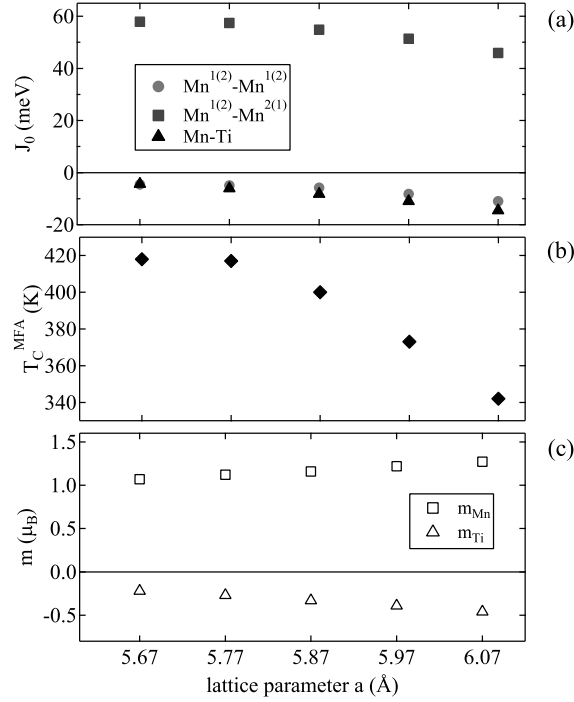 (a)
60
40
20
0
-20
J0 (meV)
Mn1(2)-Mn1(2)
Mn1(2)-Mn2(1)
Mn-Ti
(b)
420
400
380
360
340
TCMFA (K)
(c)
1.5
1.0
0.5
0.0
-0.5
m (μB)
mMn
mTi
5.67 5.77 5.87 5.97 6.07
lattice parameter a (Å)